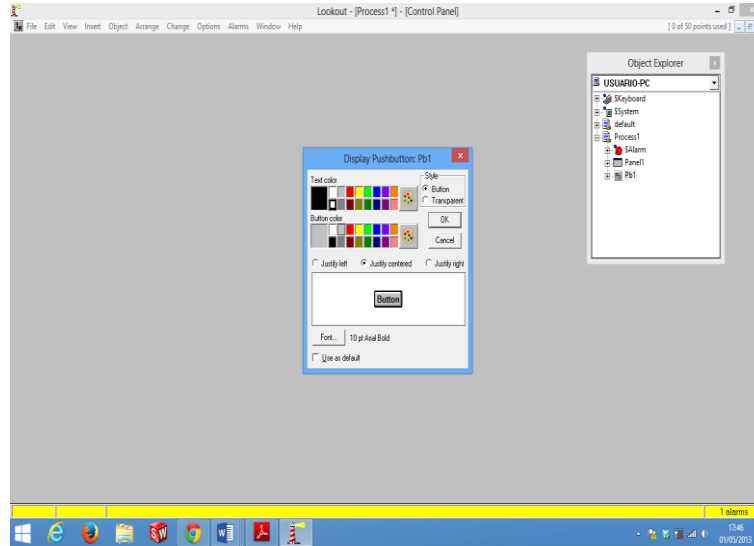 Lookout - [Process1 *] - [Control Panel]
File Edit View Insert Object Arrange Change Options Alarms Window Help
[ 0 of 50 points used ]
Object Explorer
USUARIO-PC
$Keyboard
$System
default
Process1
$Alarm
Panel1
Pb1
Display Pushbutton: Pb1
Text color
Style
Button
Transparent
Button color
OK
Cancel
Justify left
Justify centered
Justify right
Button
Font...
10 pt Arial Bold
Use as default
1 alarms
17:46
01/05/2013